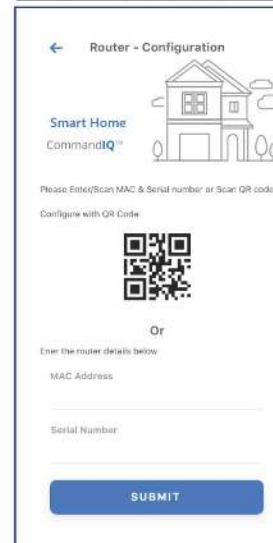 Router - Configuration
Smart Home
CommandIQ™
Please Enter/Scan MAC & Serial number or Scan QR code
Configure with QR Code
Or
Ener the router details below
MAC Address
Serial Number
SUBMIT